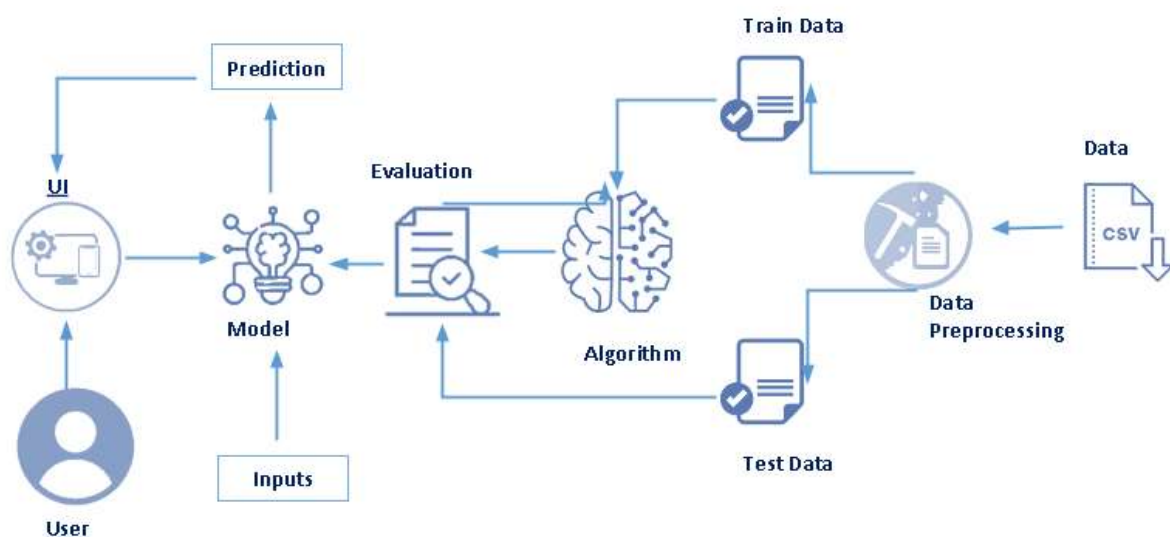 Train Data
Prediction
Data
Evaluation
UI
CSV
Data
Preprocessing
Model
Algorithm
Test Data
Inputs
User